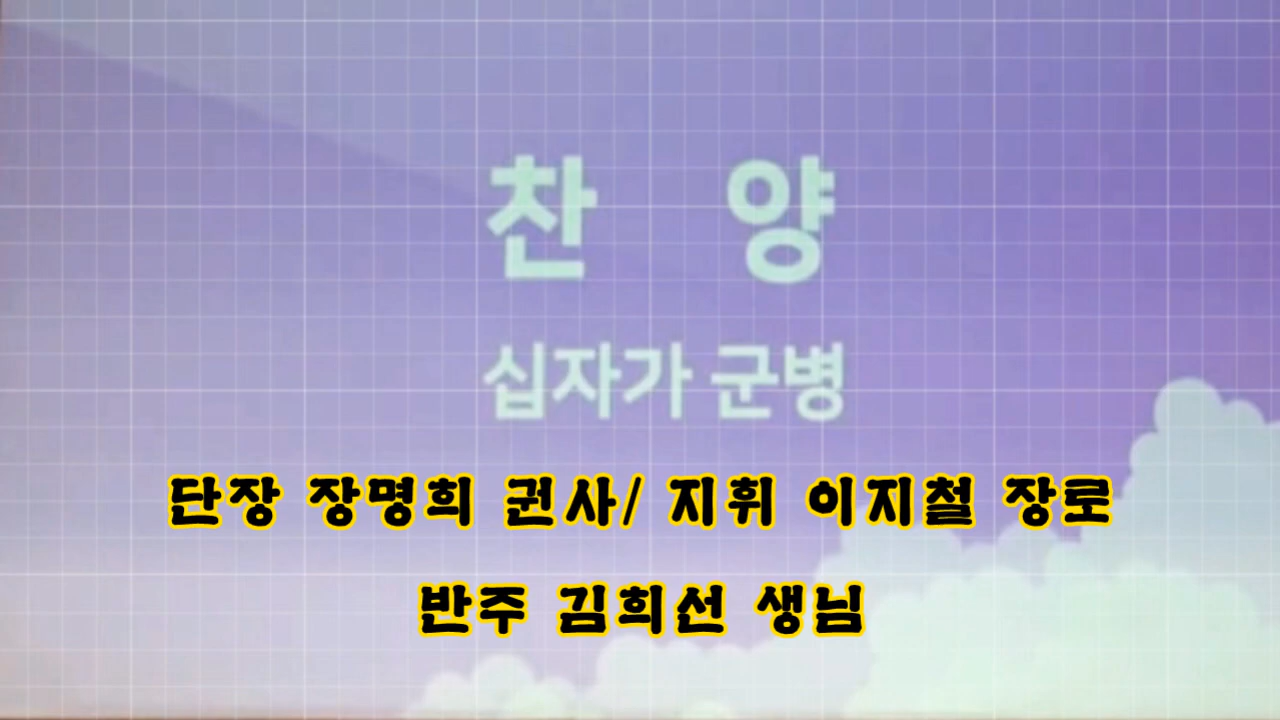 찬 양
십자가 군병
단장 장명희 권사/ 지휘 이지철 장로
반주 김희선 생님